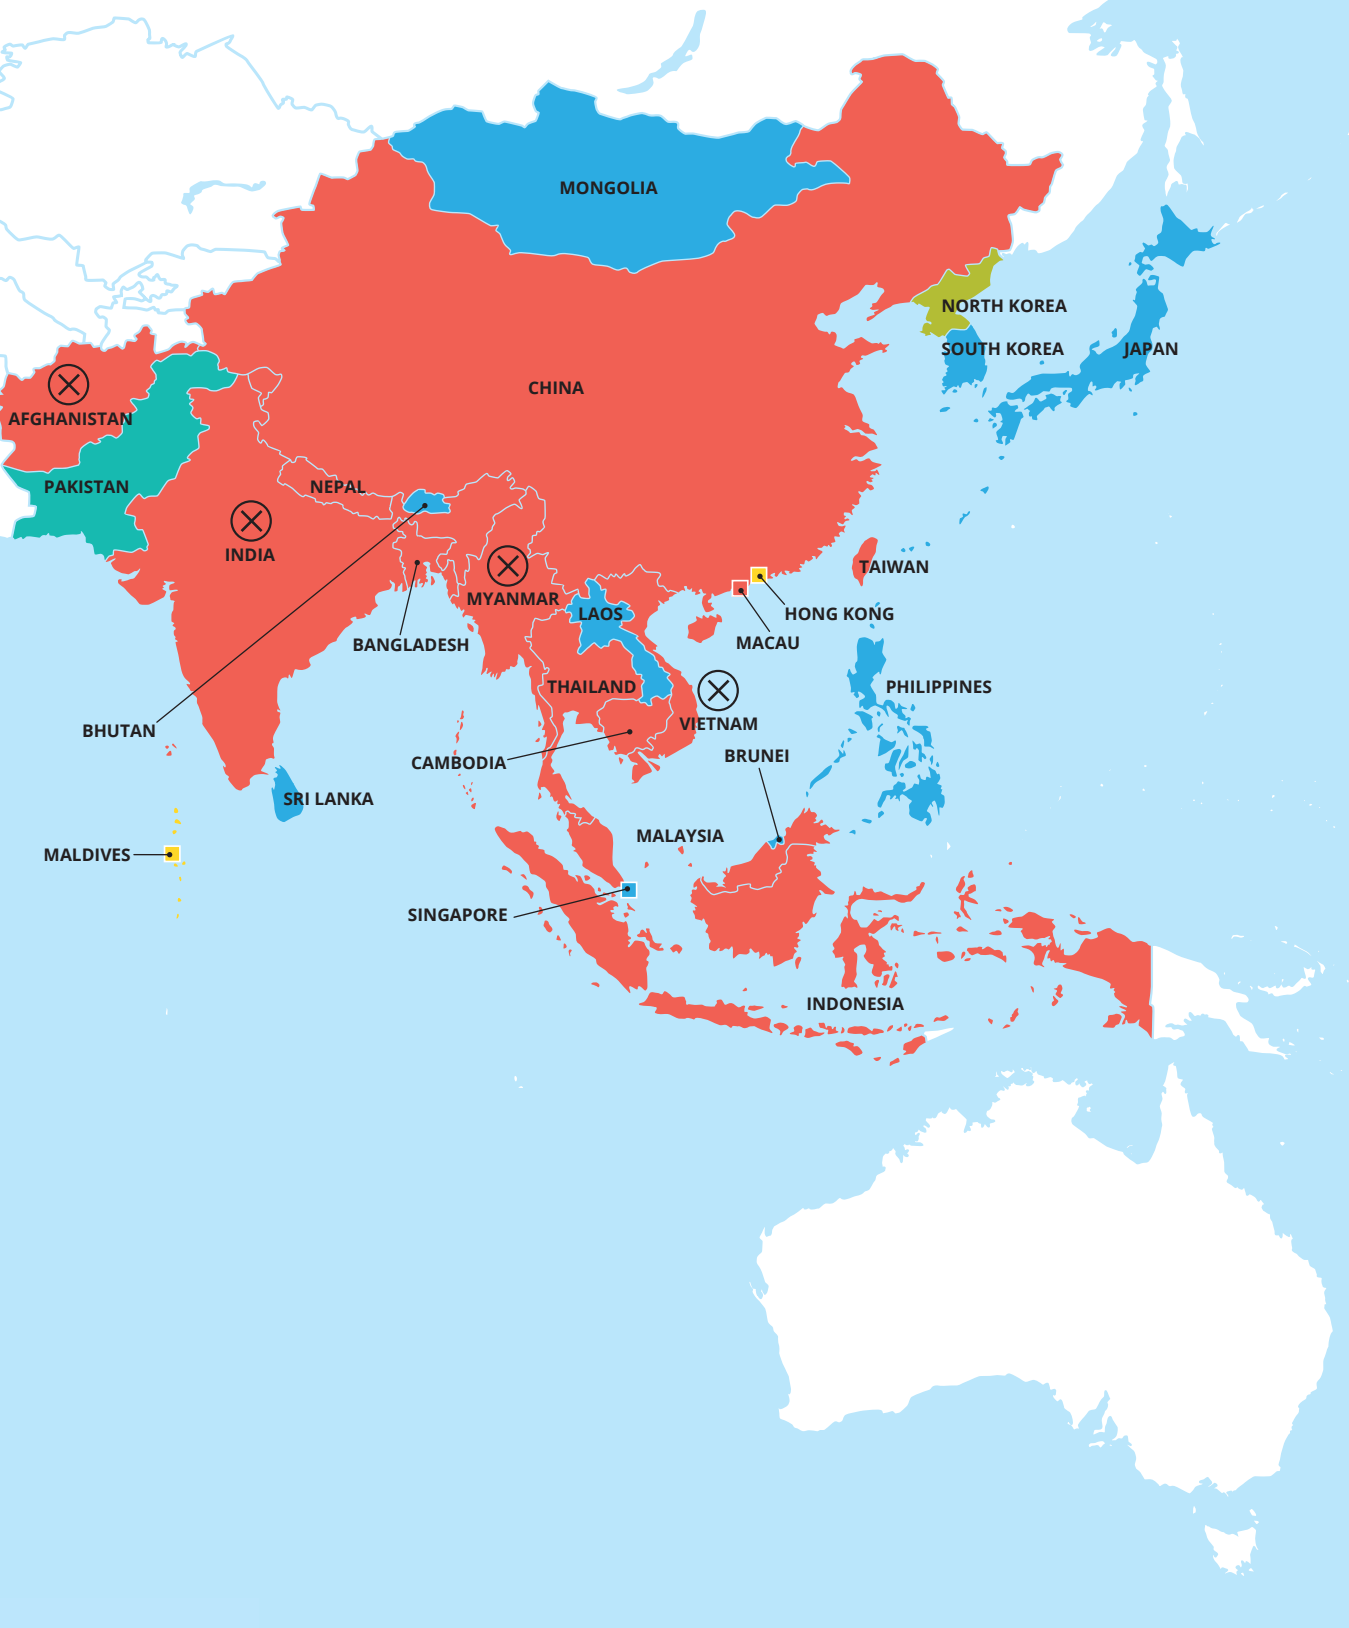 MONGOLIA
NORTH KOREA
SOUTH KOREA
JAPAN
CHINA
AFGHANISTAN
PAKISTAN
NEPAL
INDIA
TAIWAN
MYANMAR
LAOS
HONG KONG
MACAU
BANGLADESH
THAILAND
PHILIPPINES
VIETNAM
BHUTAN
BRUNEI
CAMBODIA
SRI LANKA
MALAYSIA
MALDIVES
SINGAPORE
INDONESIA